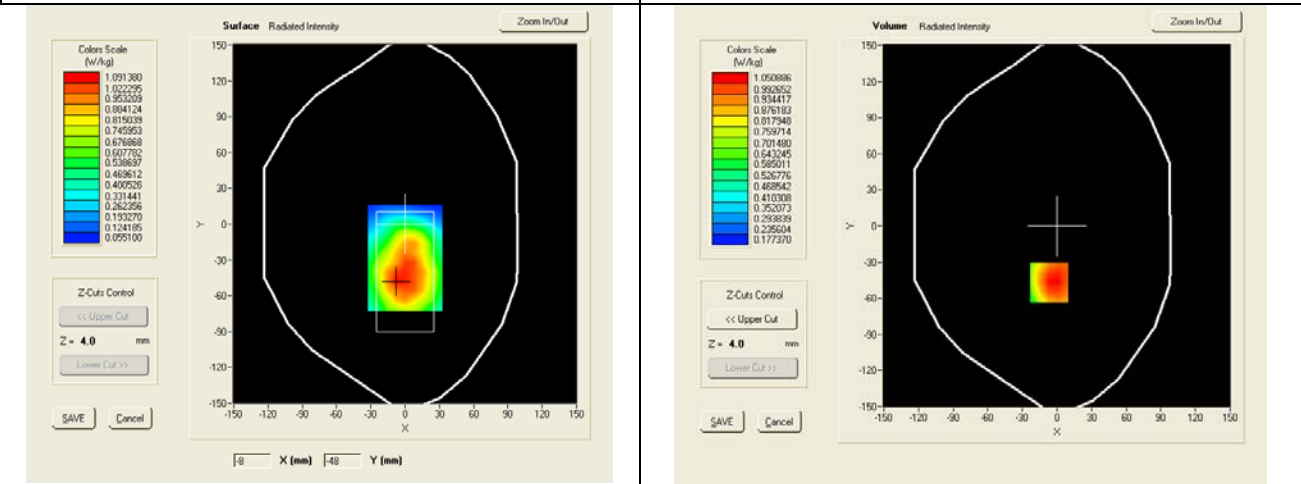 Surface Radiated Intensity
Zoom In/Out
Colors Scale
(W/kg)
1.091380
1.022295
0.953209
0.884124
0.815039
0.745953
0.676868
0.607782
0.538697
0.469612
0.400526
0.331441
0.262356
0.193270
0.124185
0.055100
Z-Cuts Control
<< Upper Cut
Z = 4.0 mm
Lower Cut >>
SAVE Cancel
150
120
90
60
30
0
-30
-60
-90
-120
-150
Y
-150 -120 -90 -60 -30 0 30 60 90 120 150
X
-8 X (mm) -48 Y (mm)
Volume Radiated Intensity
Zoom In/Out
Colors Scale
(W/kg)
1.050886
0.992652
0.934417
0.876183
0.817948
0.759714
0.701480
0.643245
0.585011
0.526776
0.468542
0.410308
0.352073
0.293839
0.235604
0.177370
Z-Cuts Control
<< Upper Cut
Z = 4.0 mm
Lower Cut >>
SAVE Cancel
150
120
90
60
30
0
-30
-60
-90
-120
-150
Y
-150 -120 -90 -60 -30 0 30 60 90 120 150
X